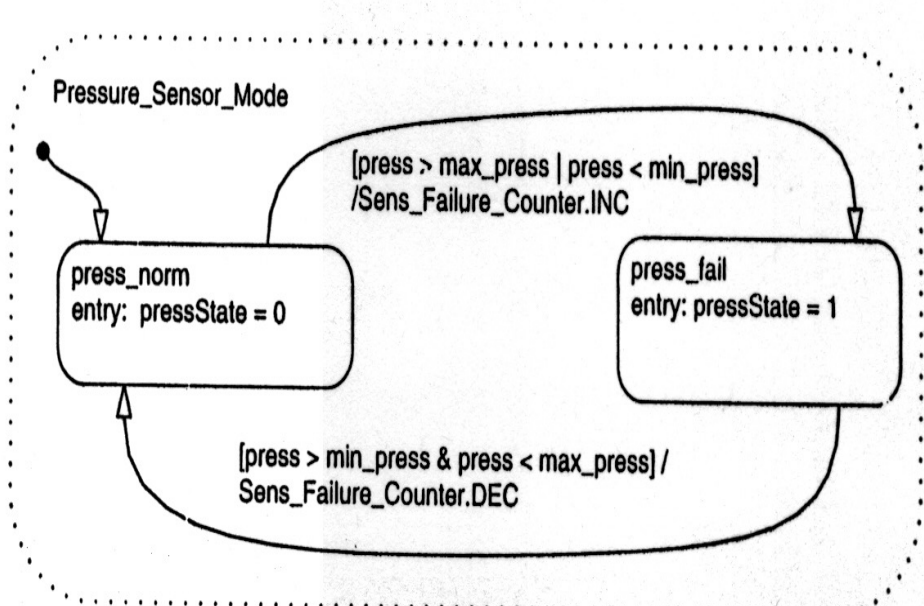 Pressure_Sensor_Mode
[press > max_press | press < min_press]
/Sens_Failure_Counter.INC
press_norm
entry: pressState = 0
press_fail
entry: pressState = 1
[press > min_press & press < max_press] /
Sens_Failure_Counter.DEC